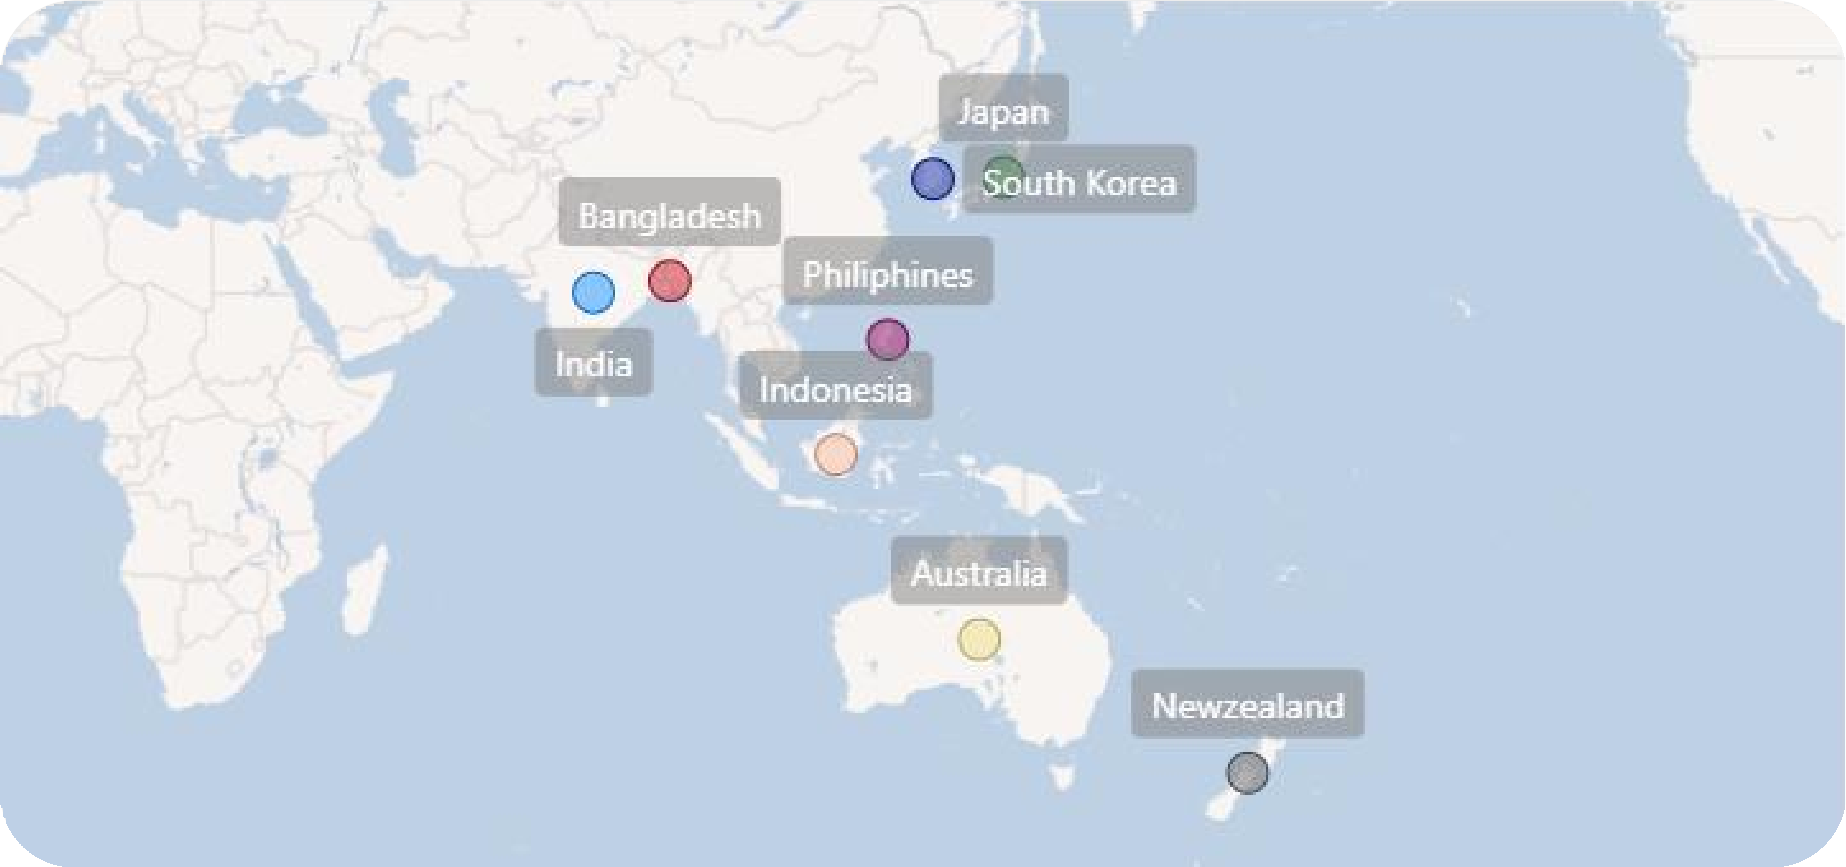 Japan
South Korea
Bangladesh
Philiphines
India
Indonesia
Australia
Newzealand